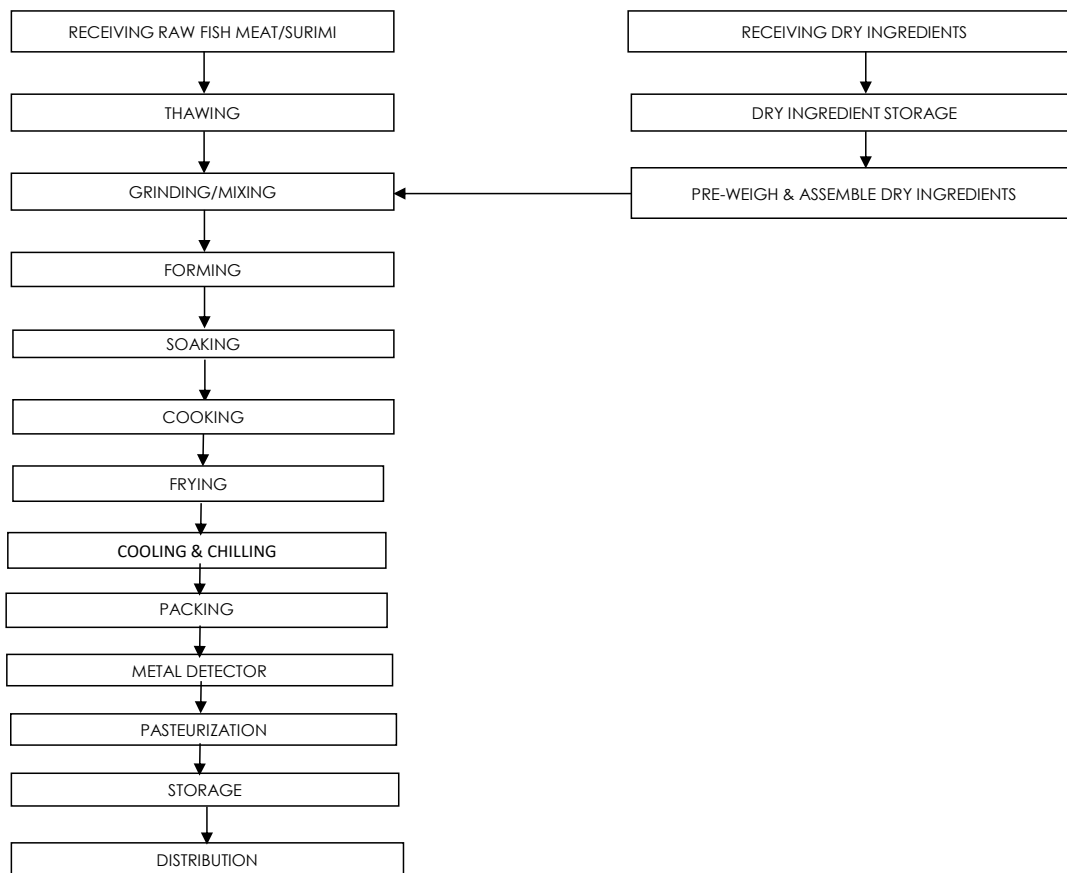 RECEIVING RAW FISH MEAT/SURIMI
THAWING
GRINDING/MIXING
FORMING
SOAKING
COOKING
FRYING
COOLING & CHILLING
PACKING
METAL DETECTOR
PASTEURIZATION
STORAGE
DISTRIBUTION
RECEIVING DRY INGREDIENTS
DRY INGREDIENT STORAGE
PRE-WEIGH & ASSEMBLE DRY INGREDIENTS